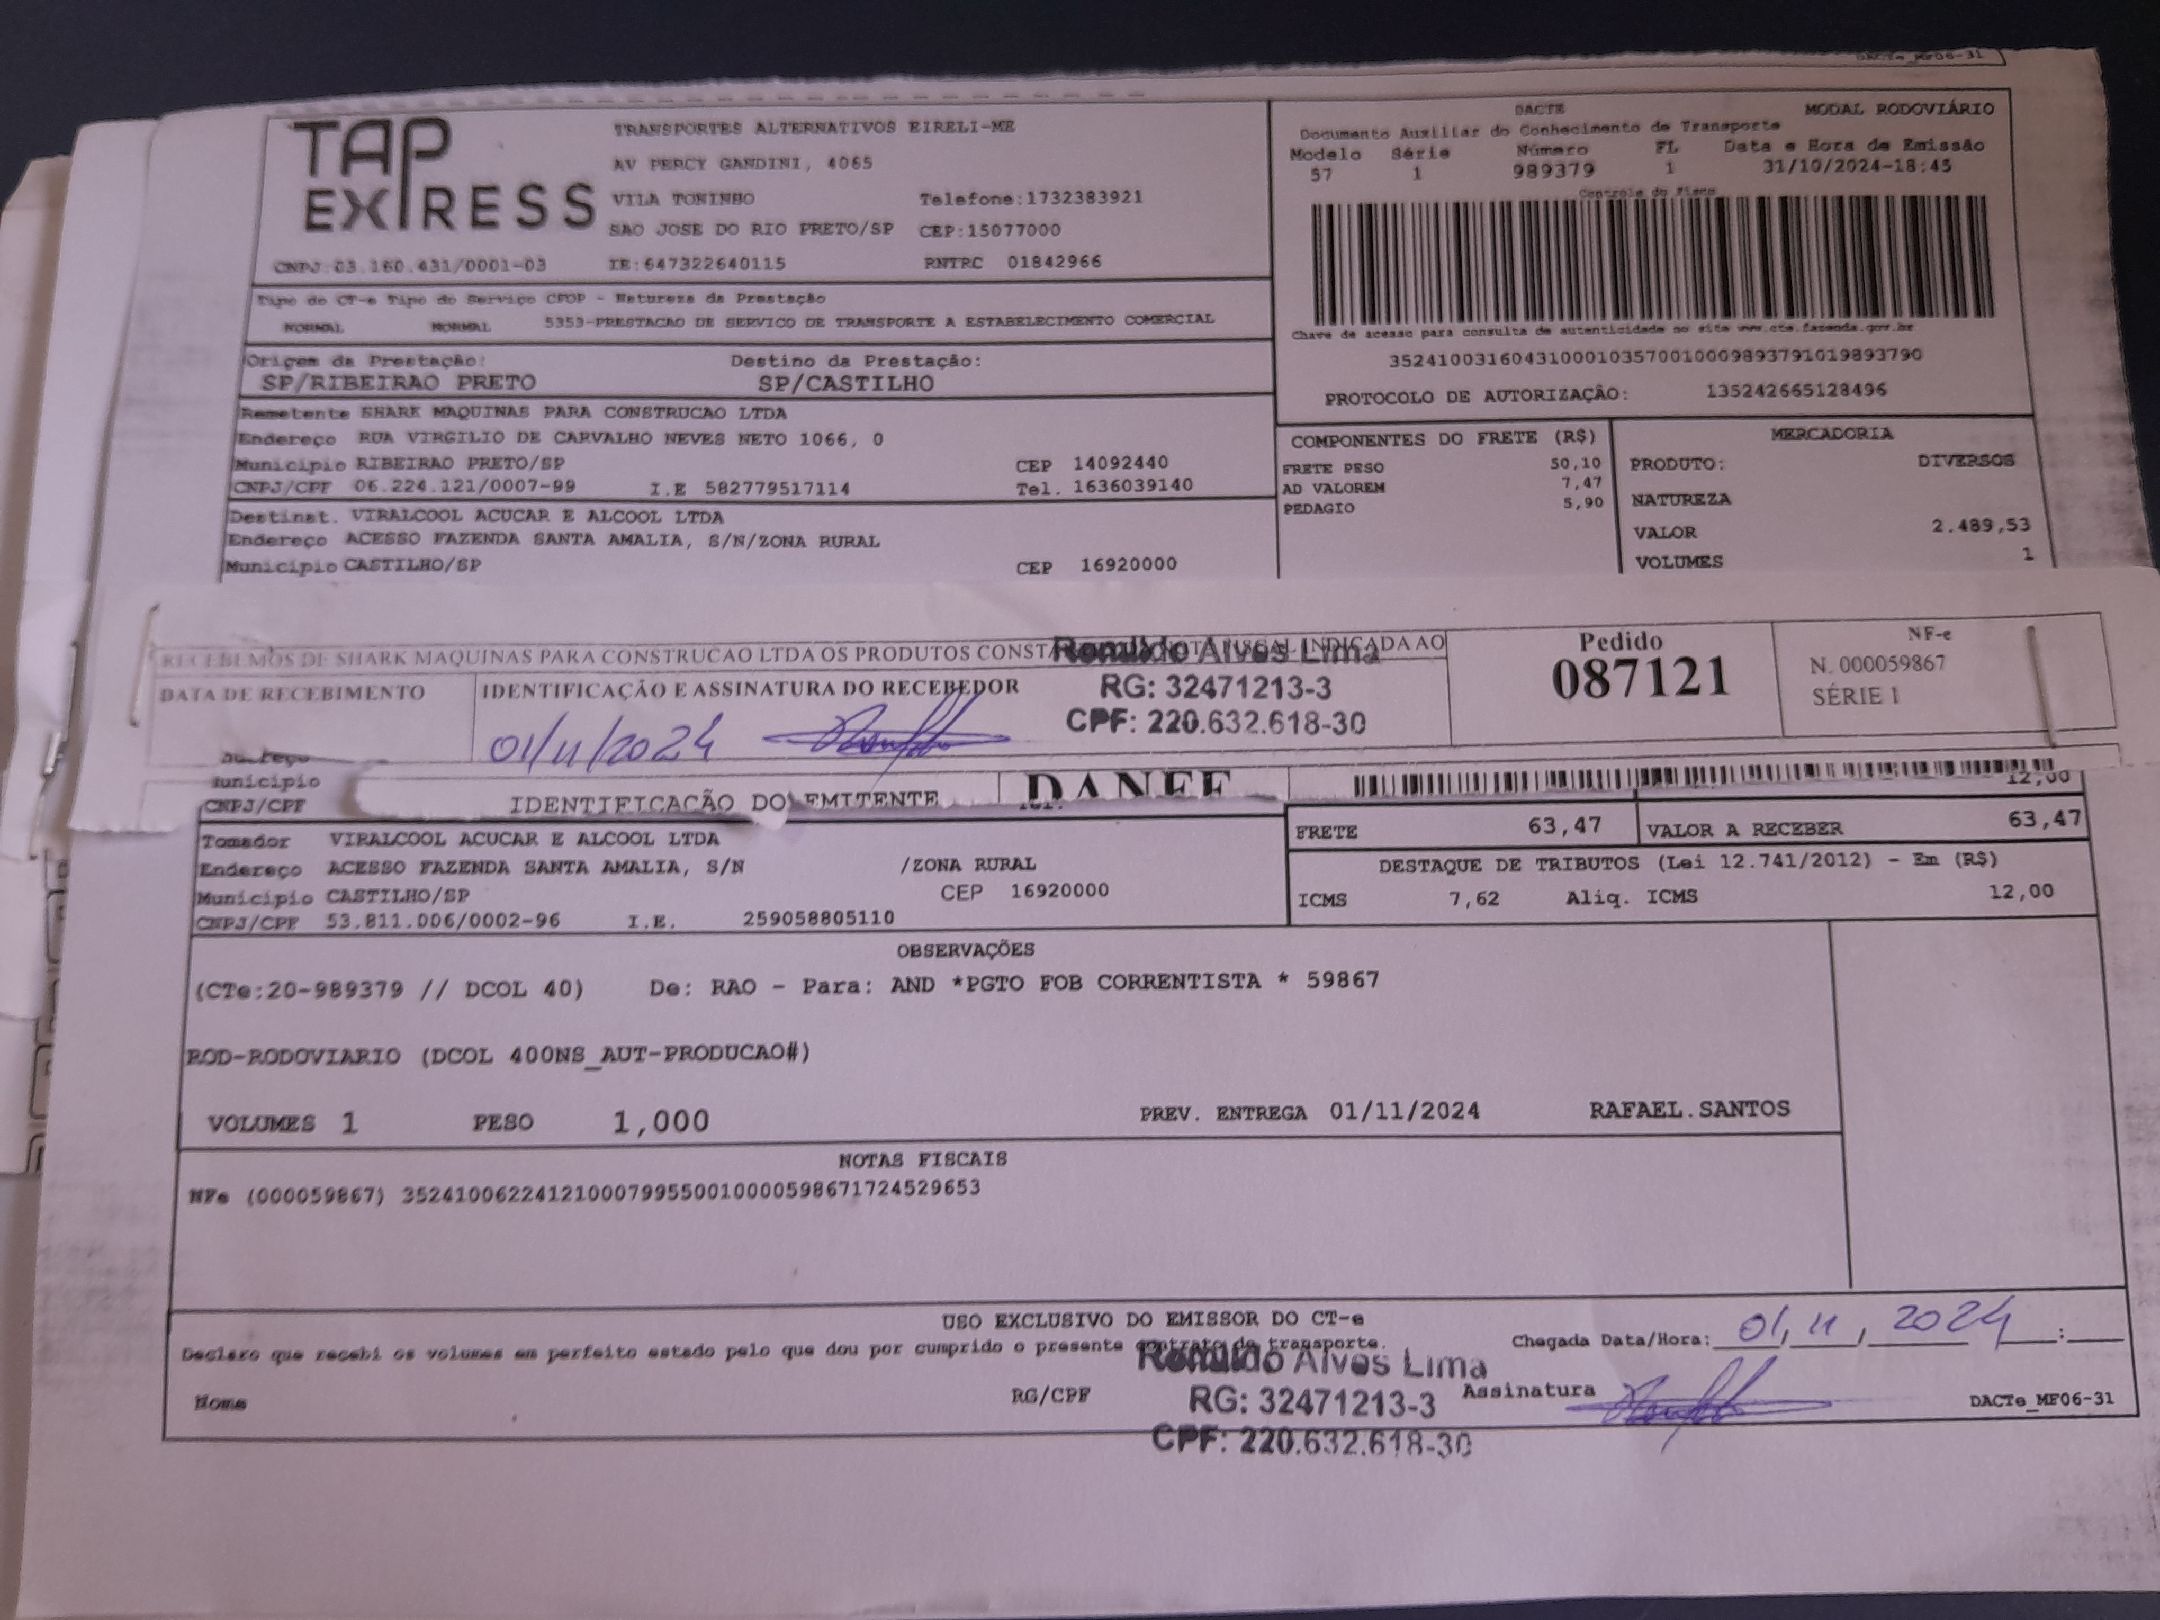 DACTe_MF06-31
TAP EXPRESS
TRANSPORTES ALTERNATIVOS EIRELI-ME
AV PERCY GANDINI, 4065
VILA TONINHO Telefone:1732383921
SAO JOSE DO RIO PRETO/SP CEP:15077000
CNPJ:03.160.431/0001-03 IE:647322640115 RNTRC 01842966
DACTE MODAL RODOVIÁRIO
Documento Auxiliar do Conhecimento de Transporte
Modelo Série Número FL Data e Hora de Emissão
57 1 989379 1 31/10/2024-18:45
Controle do Fisco
Chave de acesso para consulta de autenticidade no site www.cte.fazenda.gov.br
35241003160431000103570010009893791019893790
PROTOCOLO DE AUTORIZAÇÃO: 135242665128496
Tipo do CT-e Tipo do Serviço CFOP - Natureza da Prestação
NORMAL NORMAL 5353-PRESTACAO DE SERVICO DE TRANSPORTE A ESTABELECIMENTO COMERCIAL
Origem da Prestação: Destino da Prestação:
SP/RIBEIRAO PRETO SP/CASTILHO
Remetente SHARK MAQUINAS PARA CONSTRUCAO LTDA
Endereço RUA VIRGILIO DE CARVALHO NEVES NETO 1066, 0
Município RIBEIRAO PRETO/SP CEP 14092440
CNPJ/CPF 06.224.121/0007-99 I.E 582779517114 Tel. 1636039140
Destinat. VIRALCOOL ACUCAR E ALCOOL LTDA
Endereço ACESSO FAZENDA SANTA AMALIA, S/N/ZONA RURAL
Município CASTILHO/SP CEP 16920000
COMPONENTES DO FRETE (R$)
FRETE PESO 50,10
AD VALOREM 7,47
PEDAGIO 5,90
MERCADORIA
PRODUTO: DIVERSOS
NATUREZA
VALOR 2.489,53
VOLUMES 1
RECEBEMOS DE SHARK MAQUINAS PARA CONSTRUCAO LTDA OS PRODUTOS INDICADA AO
Romildo Alves Lima
RG: 32471213-3
CPF: 220.632.618-30
DATA DE RECEBIMENTO IDENTIFICAÇÃO E ASSINATURA DO RECEBEDOR
01/11/2024
Pedido
087121
NF-e
N. 000059867
SÉRIE 1
Município
CNPJ/CPF
IDENTIFICAÇÃO DO EMITENTE DANFE
12,00
FRETE 63,47 VALOR A RECEBER 63,47
Tomador VIRALCOOL ACUCAR E ALCOOL LTDA
Endereço ACESSO FAZENDA SANTA AMALIA, S/N /ZONA RURAL
Município CASTILHO/SP CEP 16920000
CNPJ/CPF 53.811.006/0002-96 I.E. 259058805110
DESTAQUE DE TRIBUTOS (Lei 12.741/2012) - Em (R$)
ICMS 7,62 Aliq. ICMS 12,00
OBSERVAÇÕES
(CTe:20-989379 // DCOL 40) De: RAO - Para: AND *PGTO FOB CORRENTISTA * 59867
ROD-RODOVIARIO (DCOL 400NS_AUT-PRODUCAO#)
VOLUMES 1 PESO 1,000 PREV. ENTREGA 01/11/2024 RAFAEL.SANTOS
NOTAS FISCAIS
NFe (000059867) 35241006224121000799550010000598671724529653
USO EXCLUSIVO DO EMISSOR DO CT-e
Declaro que recebi os volumes em perfeito estado pelo que dou por cumprido o presente contrato de transporte.
Chegada Data/Hora: 01/11/2024 :
Nome RG/CPF Assinatura DACTe_MF06-31
Romildo Alves Lima
RG: 32471213-3
CPF: 220.632.618-30